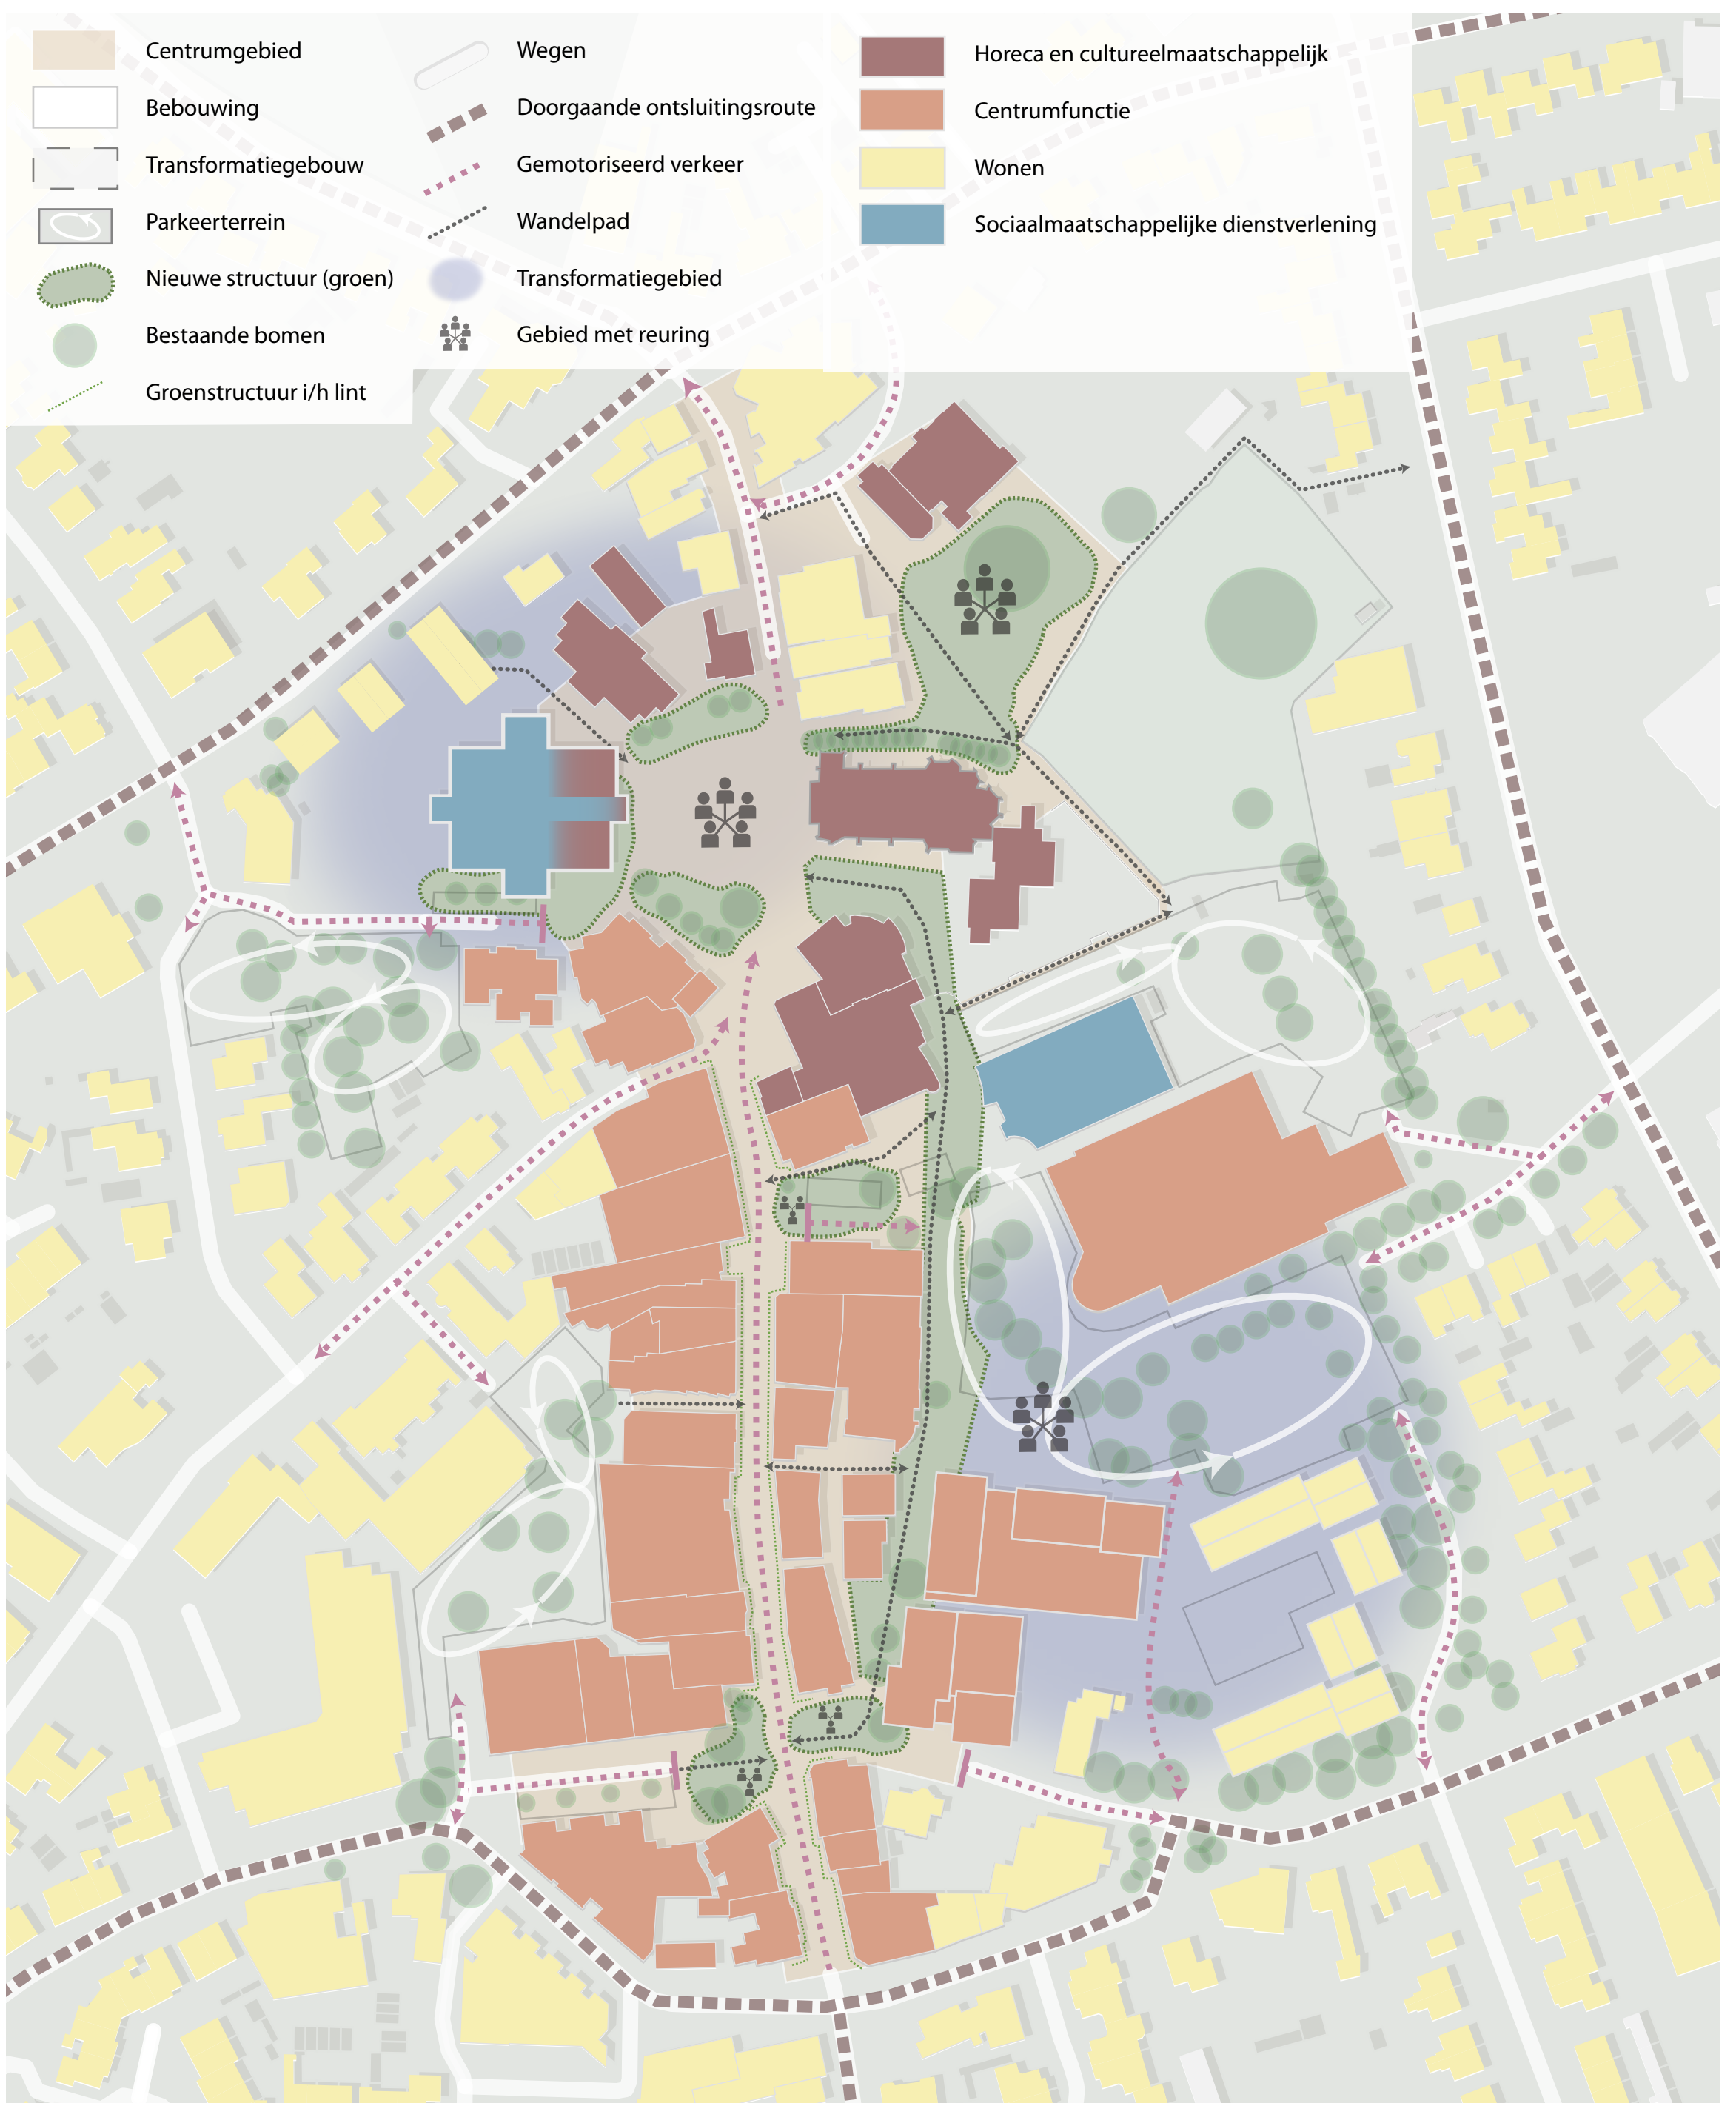 Centrumgebied
Bebouwing
Transformatiegebouw
Parkeerterrein
Nieuwe structuur (groen)
Bestaande bomen
Groenstructuur i/h lint
Wegen
Doorgaande ontsluitingsroute
Gemotoriseerd verkeer
Wandelpad
Transformatiegebied
Gebied met reuring
Horeca en cultureelmaatschappelijk
Centrumfunctie
Wonen
Sociaalmaatschappelijke dienstverlening